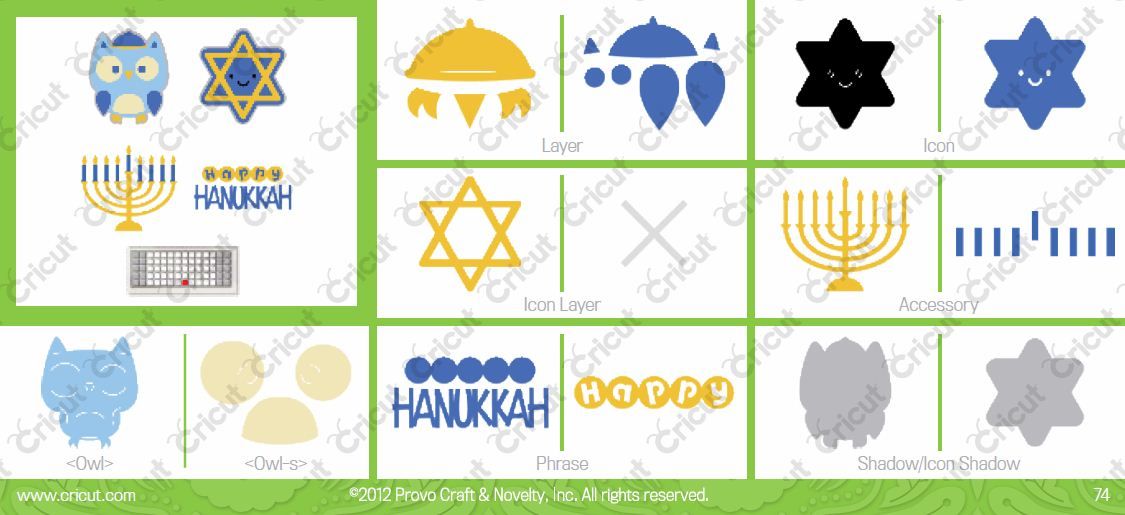 Happy
HANUKKAH
Layer
Icon
Icon Layer
Accessory
<Owl>
<Owl-s>
HANUKKAH
Happy
Phrase
Shadow/Icon Shadow
www.cricut.com
©2012 Provo Craft & Novelty, Inc. All rights reserved.
74
Cricut